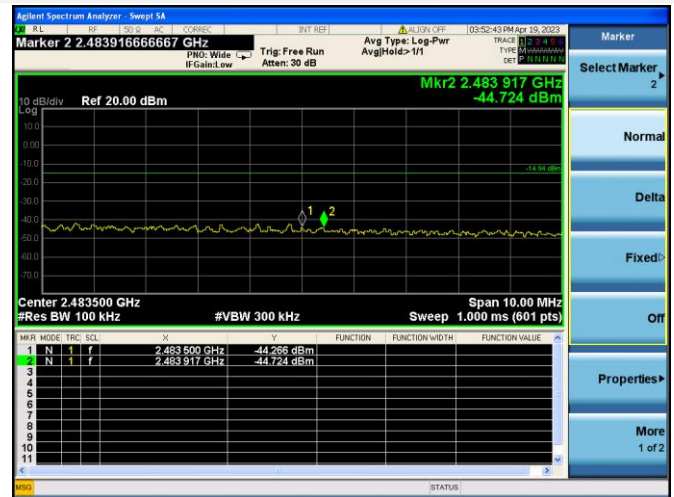 Agilent Spectrum Analyzer - Swept SA
RL RF 50 Ω AC CORREC INT REF ALIGN OFF 03:52:43 PM Apr 19, 2023
Marker 2 2.483916666667 GHz
PNO: Wide
IFGain:Low
Trig: Free Run
Atten: 30 dB
Avg Type: Log-Pwr
Avg|Hold>1/1
TRACE 1 2 3 4 5 6
TYPE
DET P N N N N N
Mkr2 2.483 917 GHz
-44.724 dBm
10 dB/div Ref 20.00 dBm
Log
10.0
0.00
-10.0
-20.0
-30.0
-40.0
-50.0
-60.0
-70.0
-14.94 dBm
1
2
Center 2.483500 GHz Span 10.00 MHz
#Res BW 100 kHz #VBW 300 kHz Sweep 1.000 ms (601 pts)
MKR MODE TRC SCL X Y FUNCTION FUNCTION WIDTH FUNCTION VALUE
1 N 1 f 2.483 500 GHz -44.266 dBm
2 N 1 f 2.483 917 GHz -44.724 dBm
3
4
5
6
7
8
9
10
11
MSG STATUS
Marker
Select Marker
2
Normal
Delta
Fixed
Off
Properties
More
1 of 2